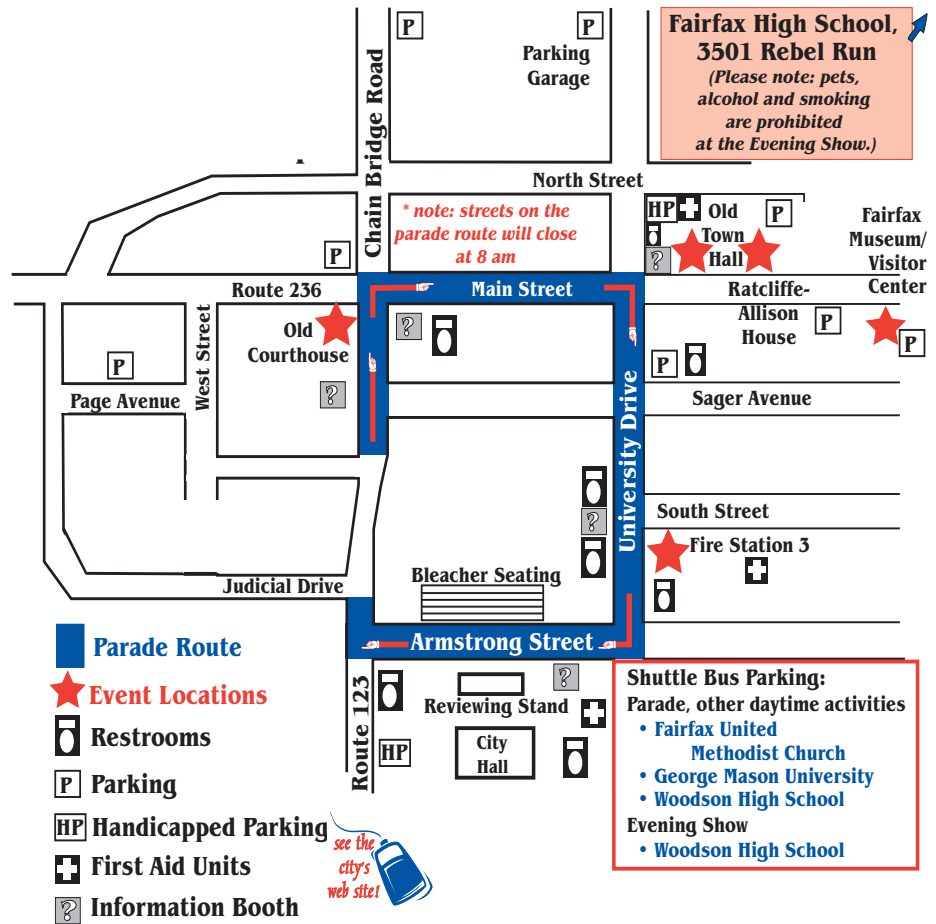 P
P
Parking
Garage
Fairfax High School,
3501 Rebel Run
(Please note: pets,
alcohol and smoking
are prohibited
at the Evening Show.)
Chain Bridge Road
North Street
* note: streets on the
parade route will close
at 8 am
HP
Old
Town
Hall
P
?
Fairfax
Museum/
Visitor
Center
P
Route 236
Main Street
Ratcliffe-
Allison
House
P
P
Old
Courthouse
?
?
P
West Street
P
Page Avenue
University Drive
Sager Avenue
South Street
?
Fire Station 3
Judicial Drive
Bleacher Seating
Armstrong Street
Route 123
Reviewing Stand
?
City
Hall
HP
Parade Route
Event Locations
Restrooms
P Parking
HP Handicapped Parking
First Aid Units
? Information Booth
see the
city's
web site!
Shuttle Bus Parking:
Parade, other daytime activities
• Fairfax United
Methodist Church
• George Mason University
• Woodson High School
Evening Show
• Woodson High School